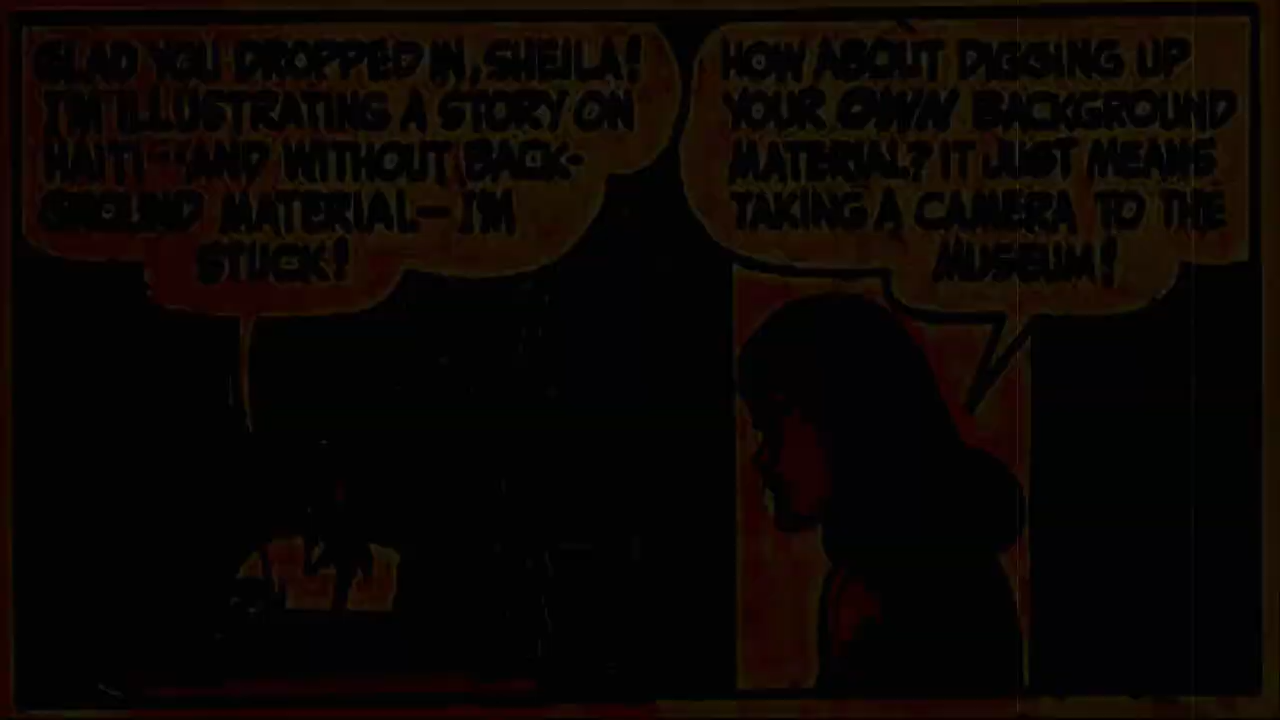 GLAD YOU DROPPED IN, SHEILA!
I'M ILLUSTRATING A STORY ON
HAITI--AND WITHOUT BACK-
GROUND MATERIAL-- I'M
STUCK!
HOW ABOUT DIGGING UP
YOUR OWN BACKGROUND
MATERIAL? IT JUST MEANS
TAKING A CAMERA TO THE
MUSEUM!